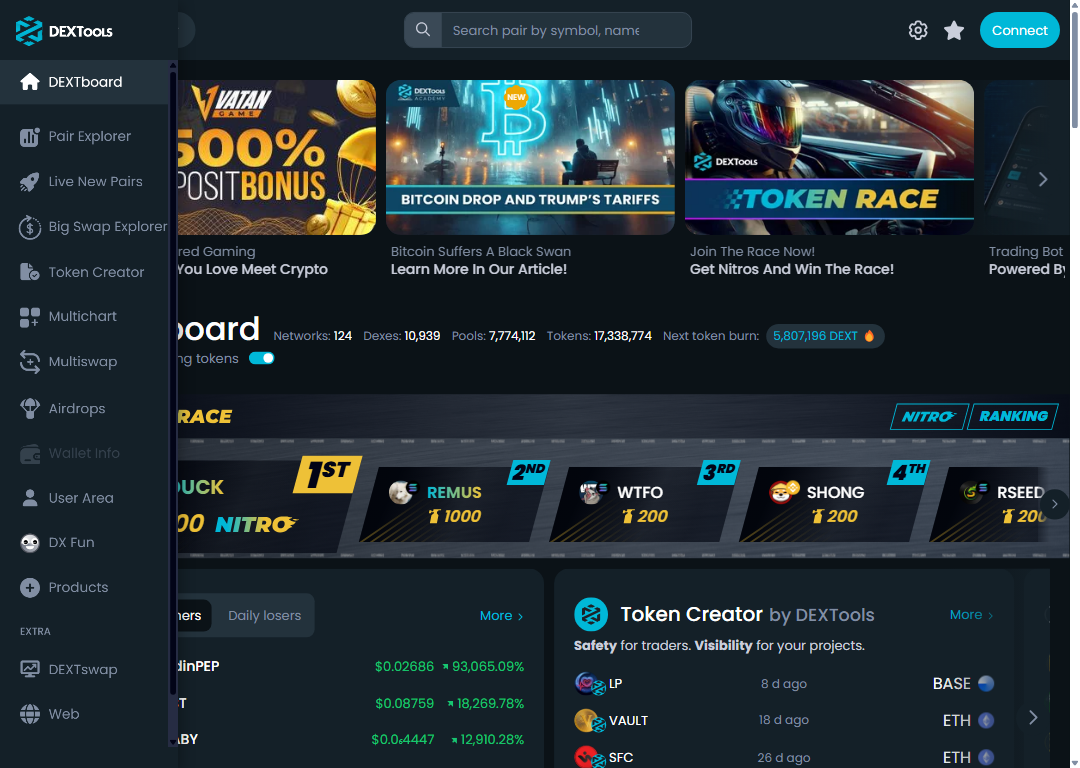 DEXTools
Search pair by symbol, name
Connect
DEXTboard
Pair Explorer
Live New Pairs
Big Swap Explorer
Token Creator
Multichart
Multiswap
Airdrops
Wallet Info
User Area
DX Fun
Products
EXTRA
DEXTswap
Web
VATAN
GAME
500%
POSIT BONUS
red Gaming
You Love Meet Crypto
DEXTools
ACADEMY
NEW
BITCOIN DROP AND TRUMP'S TARIFFS
Bitcoin Suffers A Black Swan
Learn More In Our Article!
DEXTools
TOKEN RACE
Join The Race Now!
Get Nitros And Win The Race!
Trading Bot
Powered By
board
Networks: 124 Dexes: 10,939 Pools: 7,774,112 Tokens: 17,338,774 Next token burn: 5,807,196 DEXT
ng tokens
RACE
NITRO RANKING
DUCK
00 NITRO
1ST
2ND
REMUS
1000
3RD
WTFO
200
4TH
SHONG
200
RSEED
200
ners Daily losers More
dinPEP $0.02686 93,065.09%
T $0.08759 18,269.78%
ABY $0.0₆4447 12,910.28%
Token Creator by DEXTools More
Safety for traders. Visibility for your projects.
LP 8 d ago BASE
VAULT 18 d ago ETH
SFC 26 d ago ETH